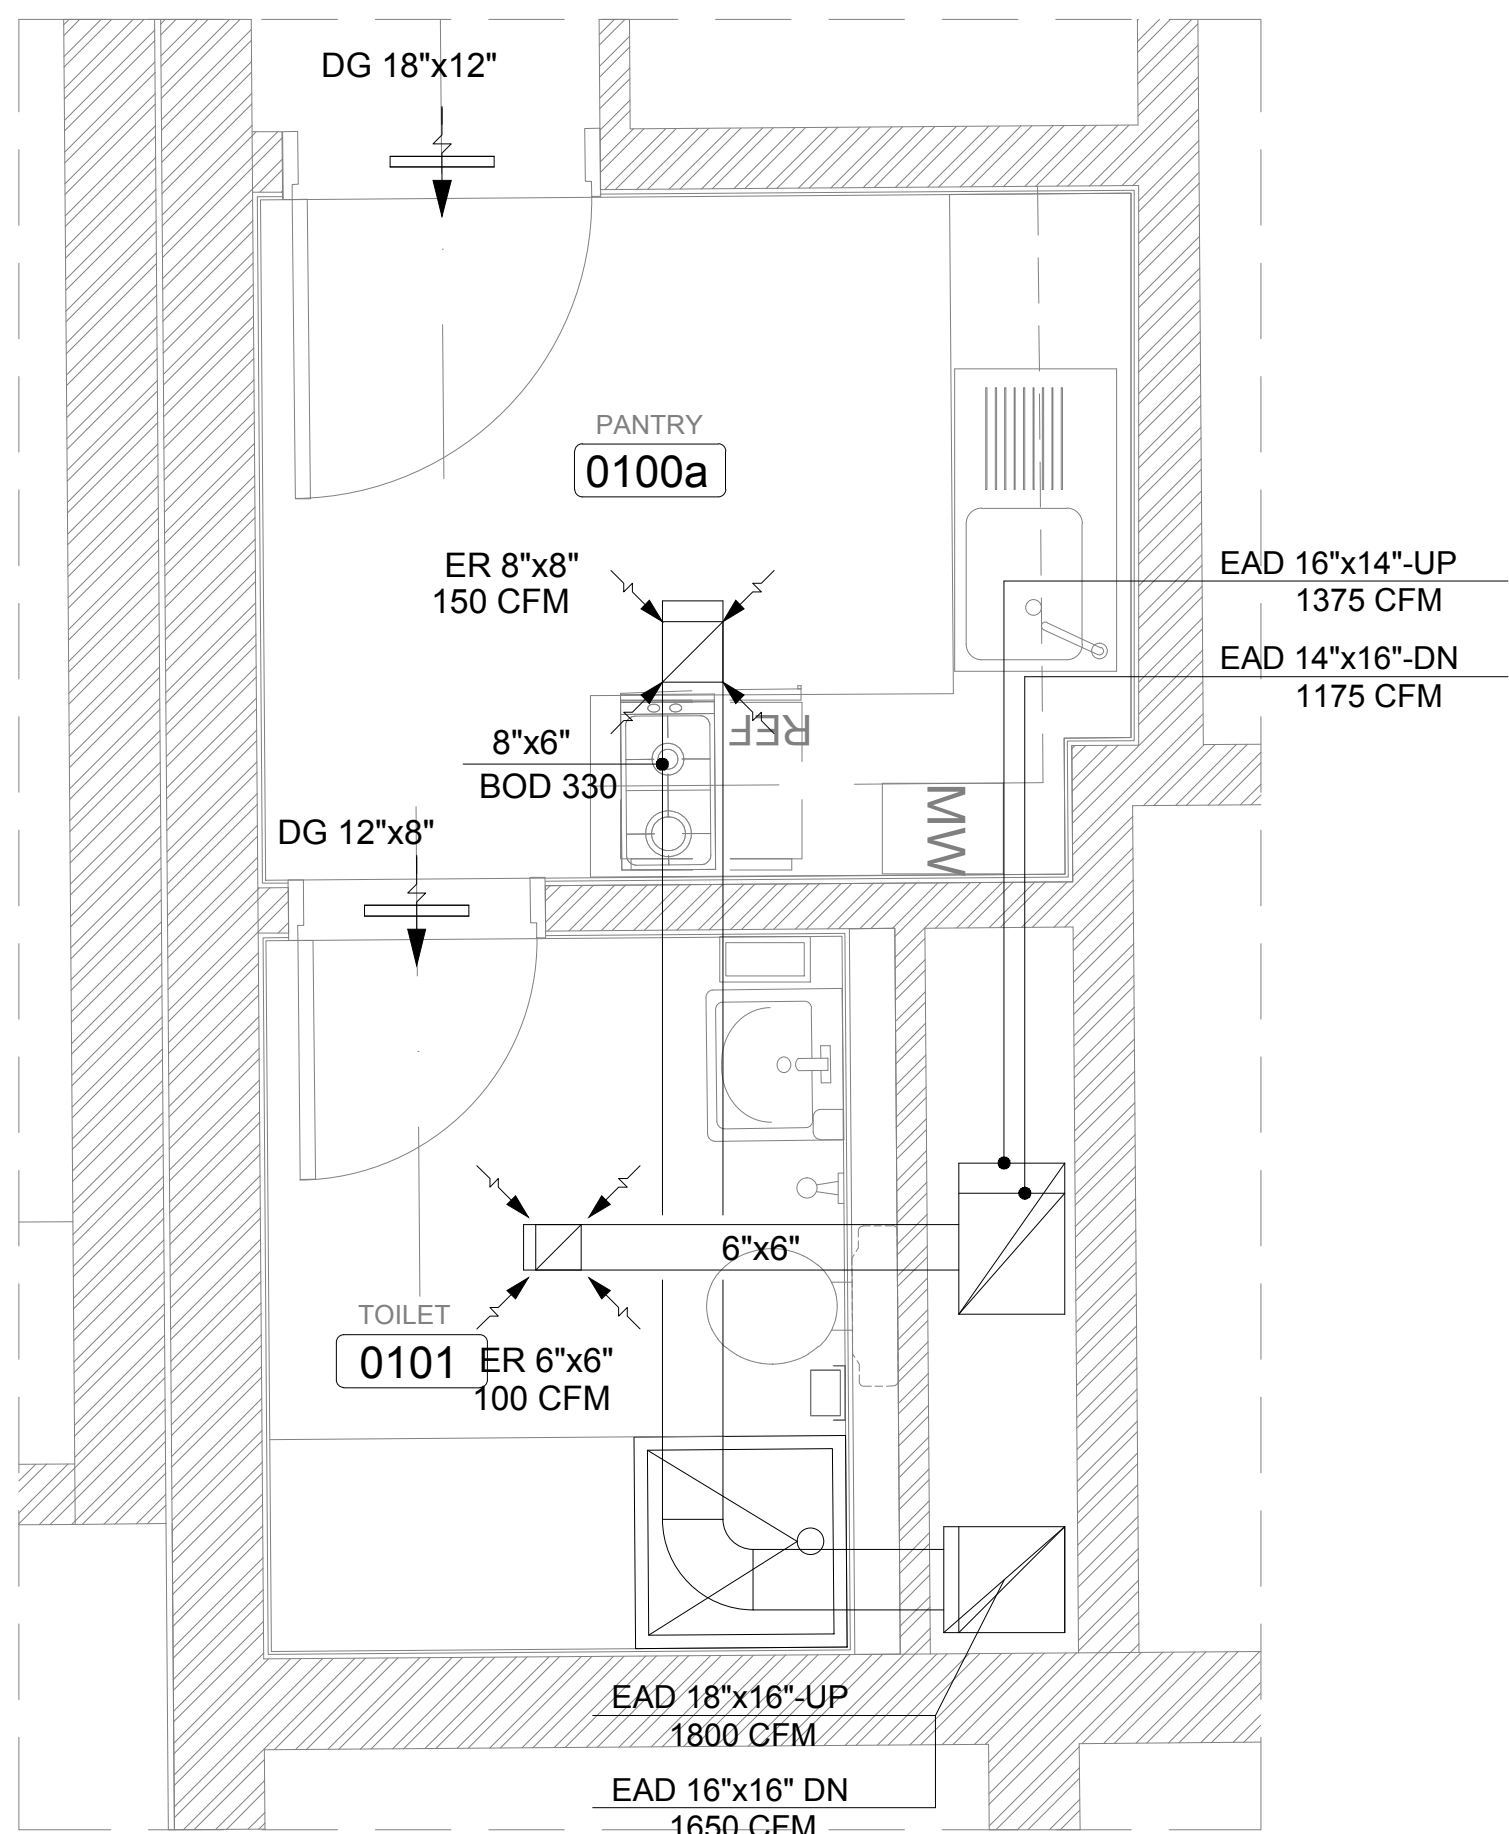 DG 18"x12"
PANTRY
0100a
ER 8"x8"
150 CFM
EAD 16"x14"-UP
1375 CFM
EAD 14"x16"-DN
1175 CFM
REF
8"x6"
BOD 330
MW
DG 12"x8"
6"x6"
TOILET
0101
ER 6"x6"
100 CFM
EAD 18"x16"-UP
1800 CFM
EAD 16"x16" DN
1650 CFM